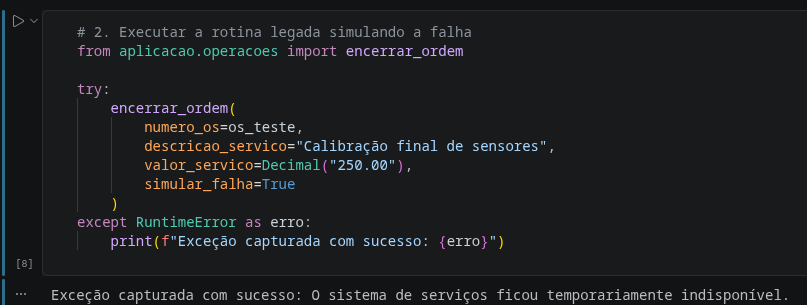 # 2. Executar a rotina legada simulando a falha
from aplicacao.operacoes import encerrar_ordem
try:
encerrar_ordem(
numero_os=os_teste,
descricao_servico="Calibração final de sensores",
valor_servico=Decimal("250.00"),
simular_falha=True
)
except RuntimeError as erro:
print(f"Exceção capturada com sucesso: {erro}")
[8]
... Exceção capturada com sucesso: O sistema de serviços ficou temporariamente indisponível.